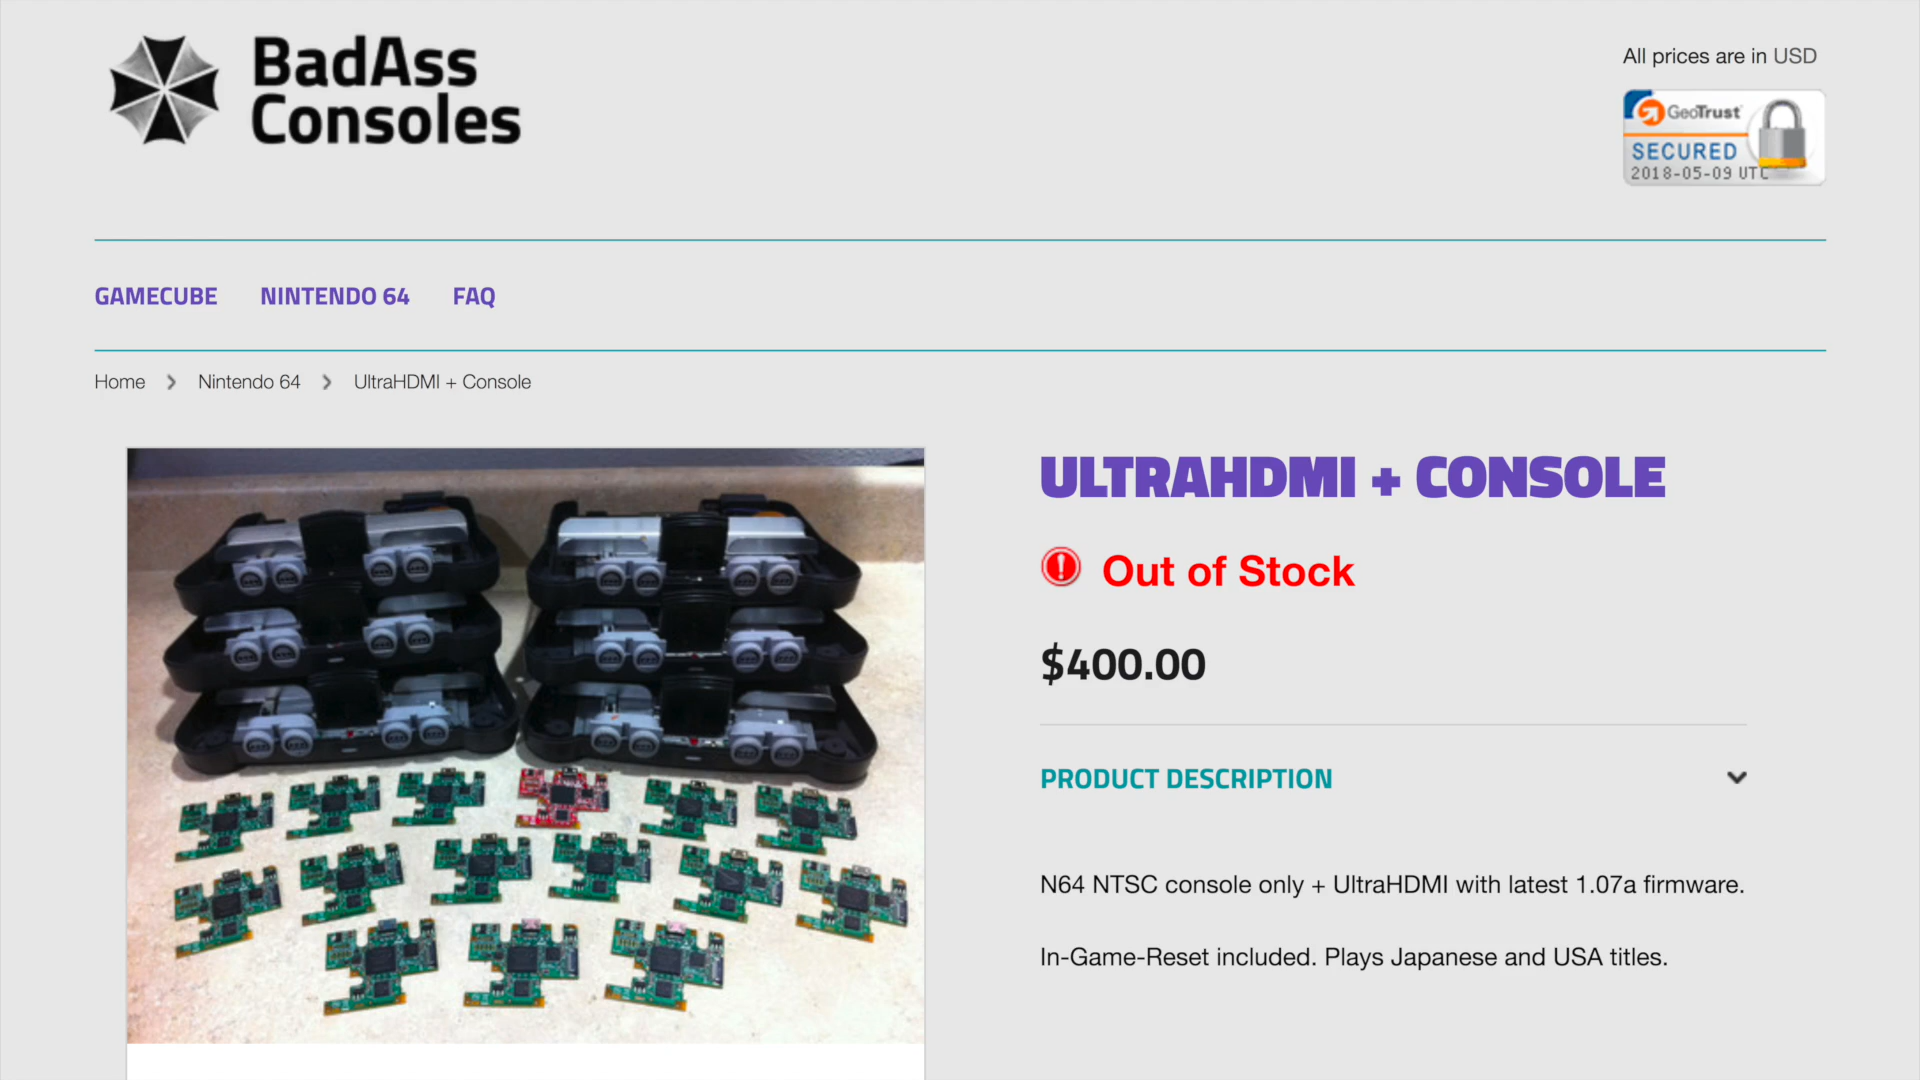 BadAss
Consoles
All prices are in USD
GeoTrust
SECURED
2018-05-09 UTC
GAMECUBE NINTENDO 64 FAQ
Home > Nintendo 64 > UltraHDMI + Console
ULTRAHDMI + CONSOLE
Out of Stock
$400.00
PRODUCT DESCRIPTION
N64 NTSC console only + UltraHDMI with latest 1.07a firmware.
In-Game-Reset included. Plays Japanese and USA titles.